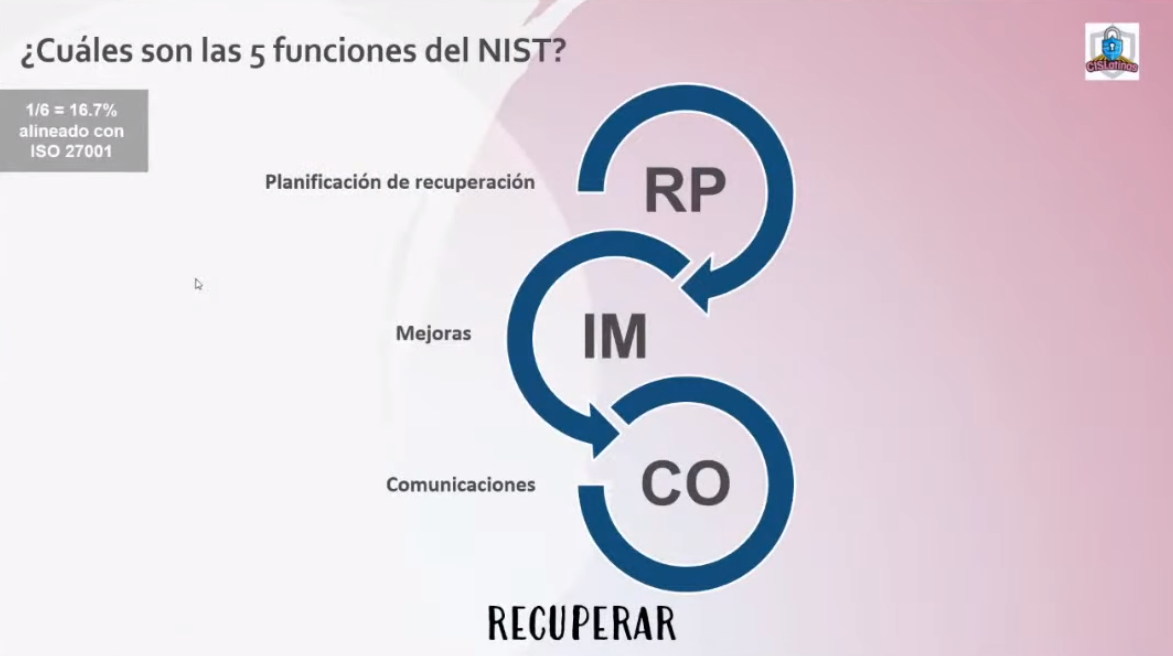 ¿Cuáles son las 5 funciones del NIST?
CISLatinas
1/6 = 16.7%
alineado con
ISO 27001
Planificación de recuperación
RP
Mejoras
IM
Comunicaciones
CO
RECUPERAR